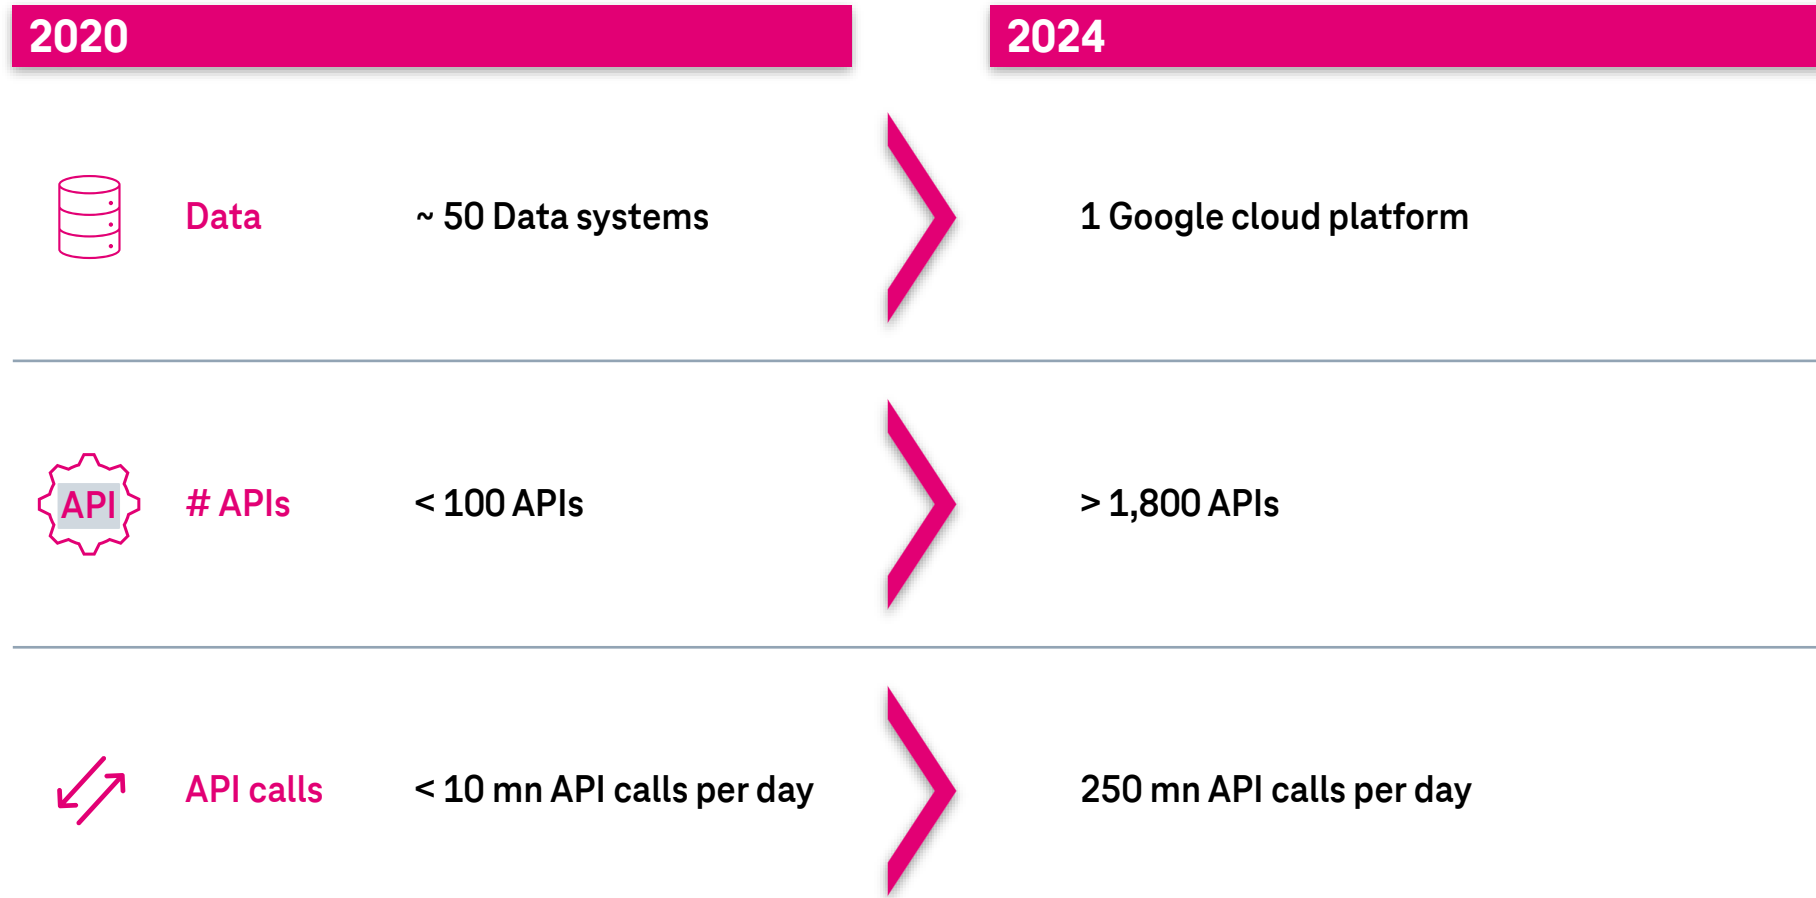 2020
2024
Data
~ 50 Data systems
1 Google cloud platform
API
# APIs
< 100 APIs
> 1,800 APIs
API calls
< 10 mn API calls per day
250 mn API calls per day